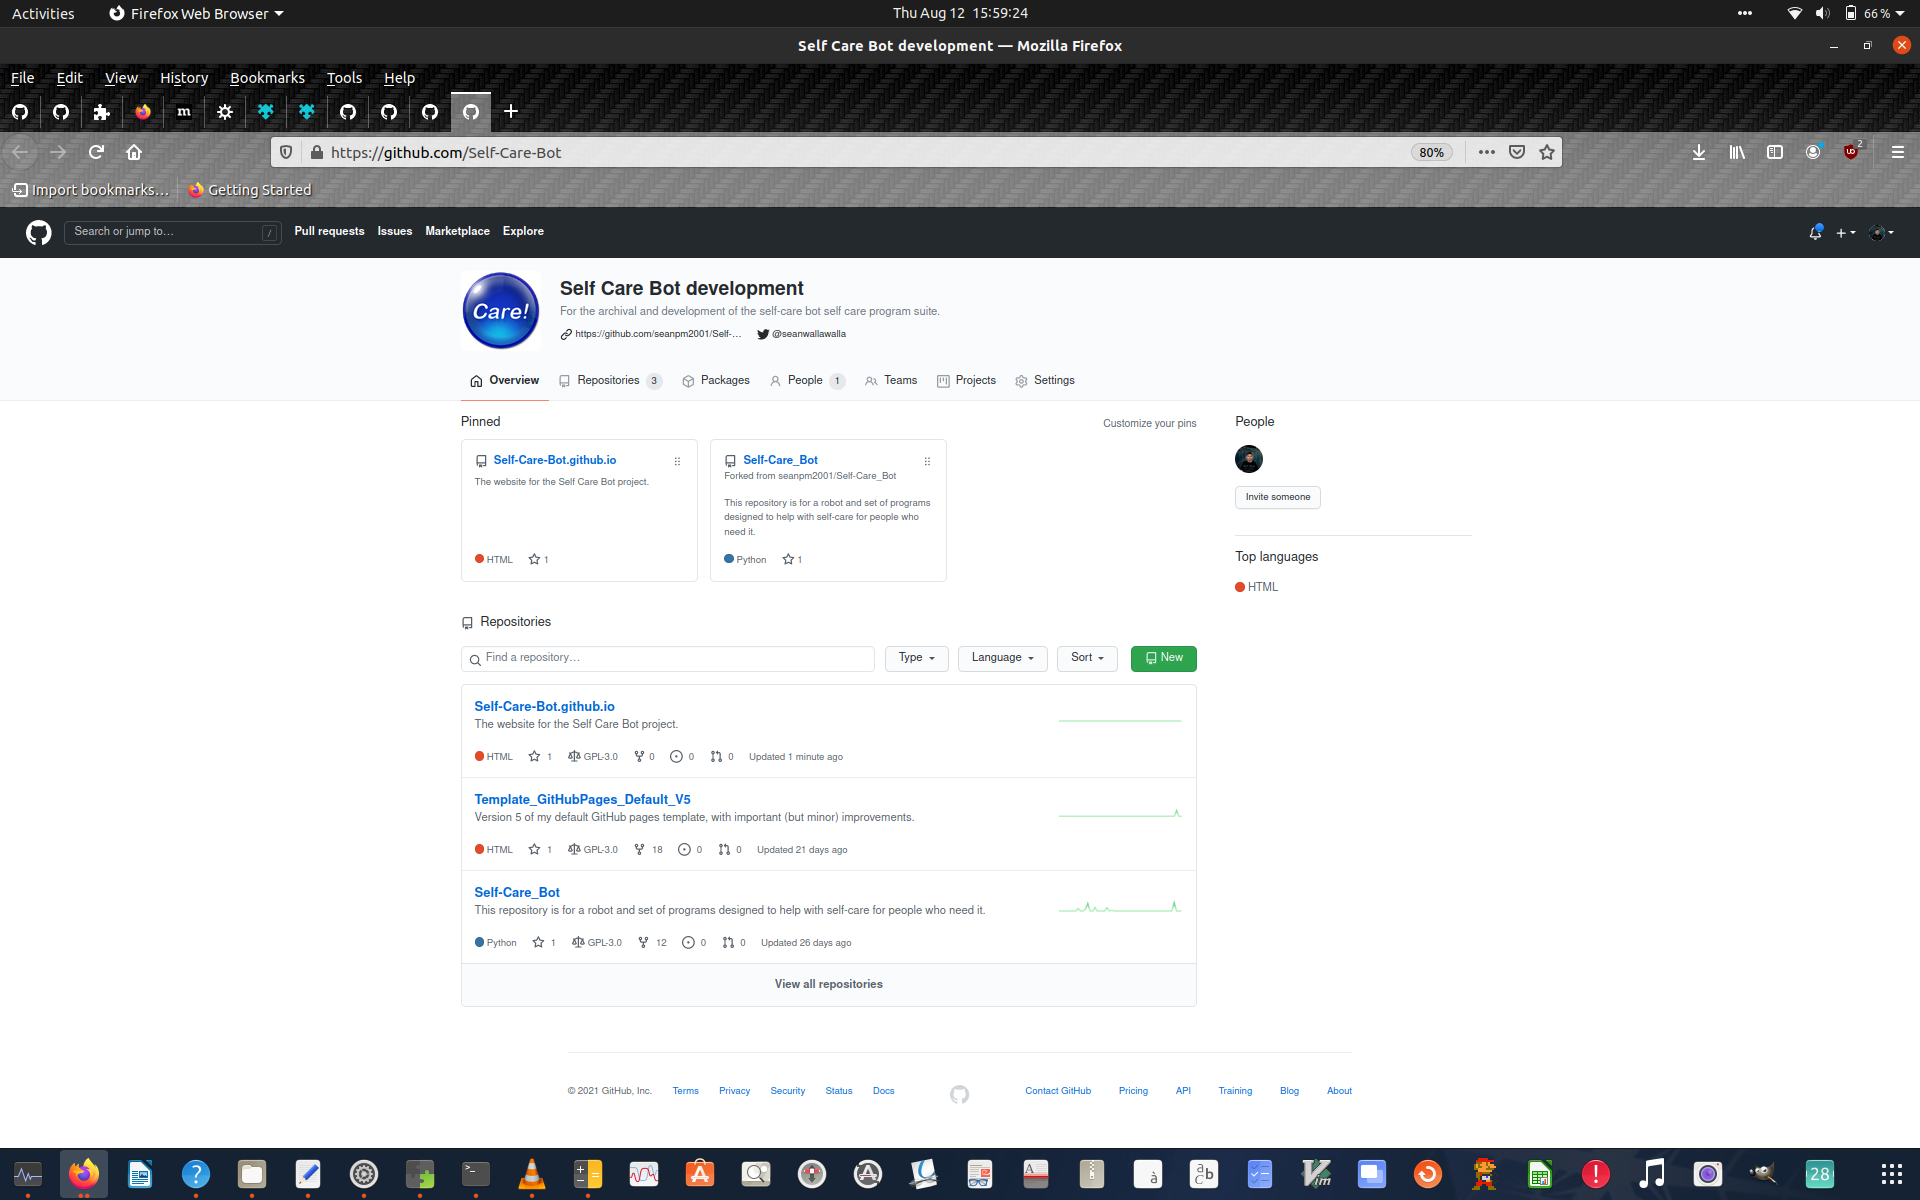 Activities
Firefox Web Browser
Thu Aug 12 15:59:24
66%
Self Care Bot development — Mozilla Firefox
File Edit View History Bookmarks Tools Help
https://github.com/Self-Care-Bot
80%
2
Import bookmarks…
Getting Started
Search or jump to…
/
Pull requests Issues Marketplace Explore
Care!
Self Care Bot development
For the archival and development of the self-care bot self care program suite.
https://github.com/seanpm2001/Self-… @seanwallawalla
Overview Repositories 3 Packages People 1 Teams Projects Settings
Pinned
Customize your pins
Self-Care-Bot.github.io
The website for the Self Care Bot project.
HTML 1
Self-Care_Bot
Forked from seanpm2001/Self-Care_Bot
This repository is for a robot and set of programs
designed to help with self-care for people who
need it.
Python 1
People
Invite someone
Top languages
HTML
Repositories
Find a repository…
Type Language Sort New
Self-Care-Bot.github.io
The website for the Self Care Bot project.
HTML 1 GPL-3.0 0 0 0 Updated 1 minute ago
Template_GitHubPages_Default_V5
Version 5 of my default GitHub pages template, with important (but minor) improvements.
HTML 1 GPL-3.0 18 0 0 Updated 21 days ago
Self-Care_Bot
This repository is for a robot and set of programs designed to help with self-care for people who need it.
Python 1 GPL-3.0 12 0 0 Updated 26 days ago
View all repositories
© 2021 GitHub, Inc. Terms Privacy Security Status Docs Contact GitHub Pricing API Training Blog About
28